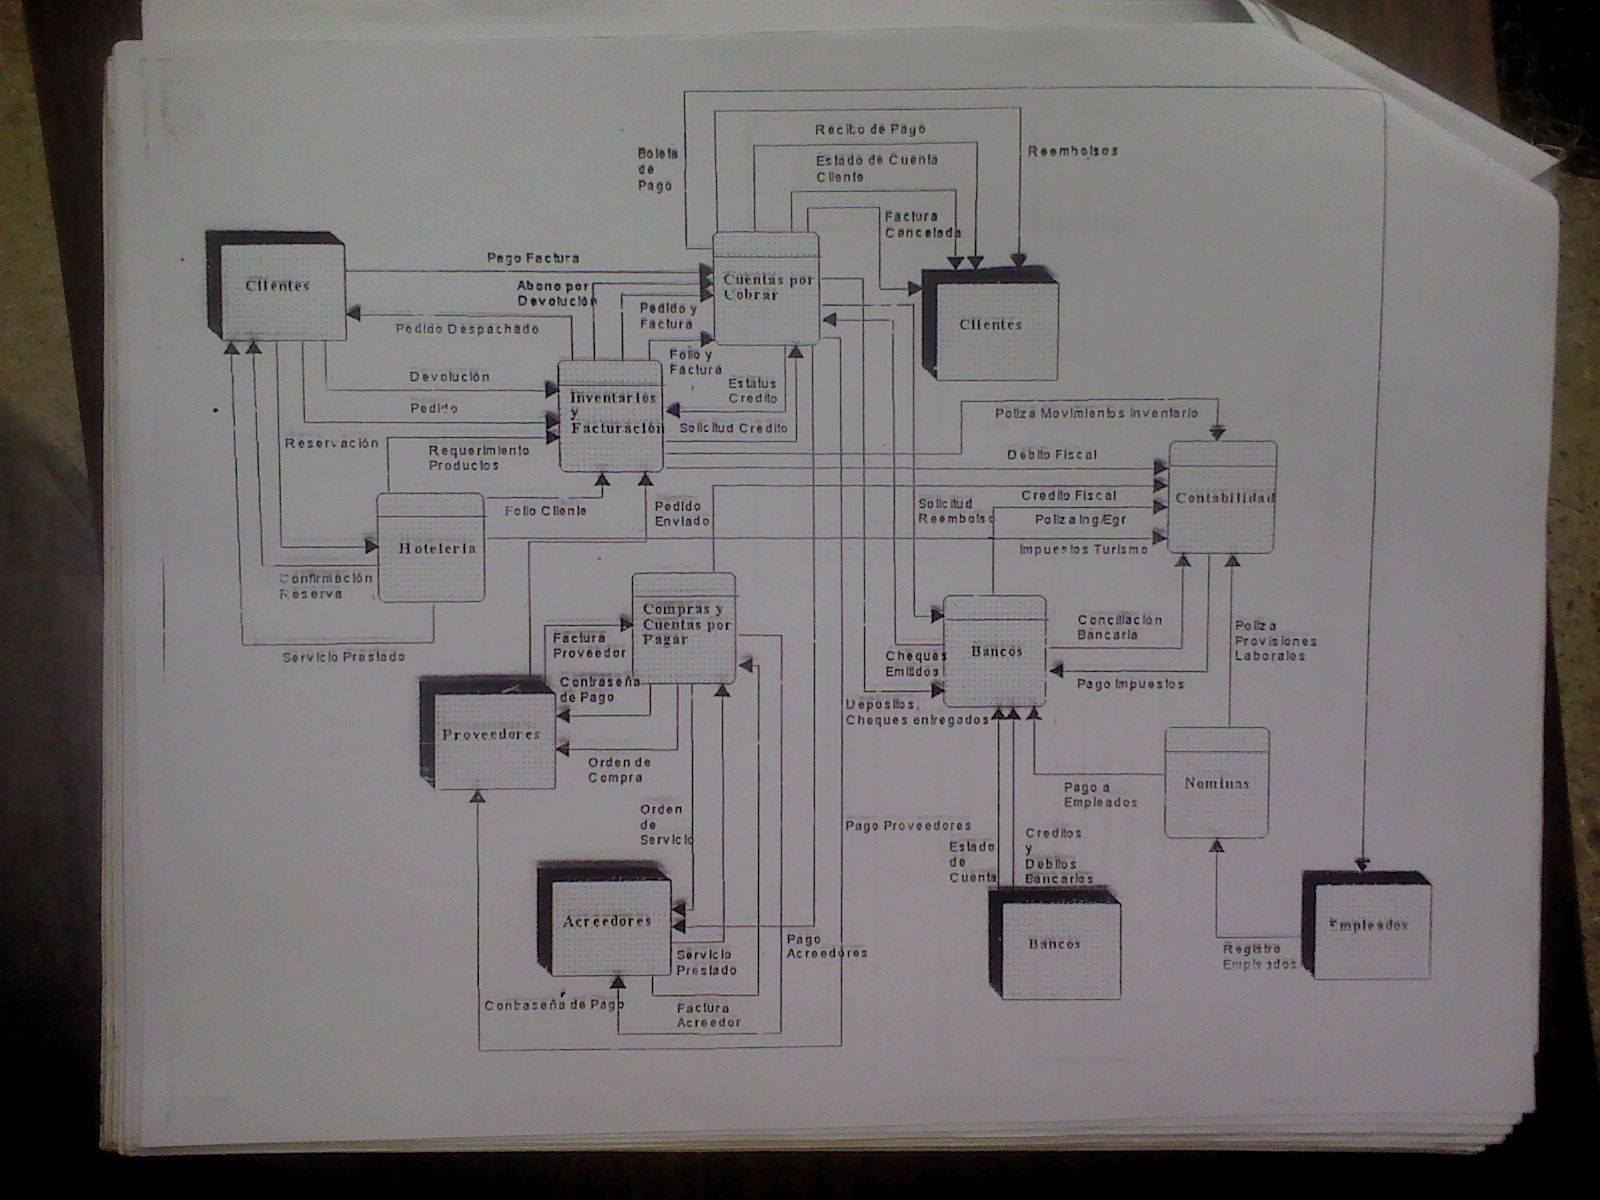 Recibo de Pago
Boleta
de
Pago
Estado de Cuenta
Cliente
Reembolsos
Factura
Cancelada
Pago Factura
Clientes
Abono por
Devolución
Cuentas por
Cobrar
Pedido y
Factura
Pedido Despachado
Clientes
Folio y
Factura
Devolución
Estatus
Credito
Pedido
Inventarios
y
Facturación
Solicitud Credito
Poliza Movimientos Inventario
Reservación
Requerimiento
Productos
Debito Fiscal
Credito Fiscal
Contabilidad
Folio Cliente
Pedido
Enviado
Solicitud
Reembolso
Poliza Ing/Egr
Hoteleria
Impuestos Turismo
Confirmación
Reserva
Compras y
Cuentas por
Pagar
Conciliación
Bancaria
Poliza
Provisiones
Laborales
Factura
Proveedor
Servicio Prestado
Cheques
Emitidos
Bancos
Pago Impuestos
Contraseña
de Pago
Depositos,
Cheques entregados
Proveedores
Orden de
Compra
Pago a
Empleados
Nominas
Orden
de
Servicio
Pago Proveedores
Estado
de
Cuenta
Creditos
y
Debitos
Bancarios
Acreedores
Empleados
Servicio
Prestado
Pago
Acreedores
Bancos
Registro
Empleados
Contraseña de Pago
Factura
Acreedor